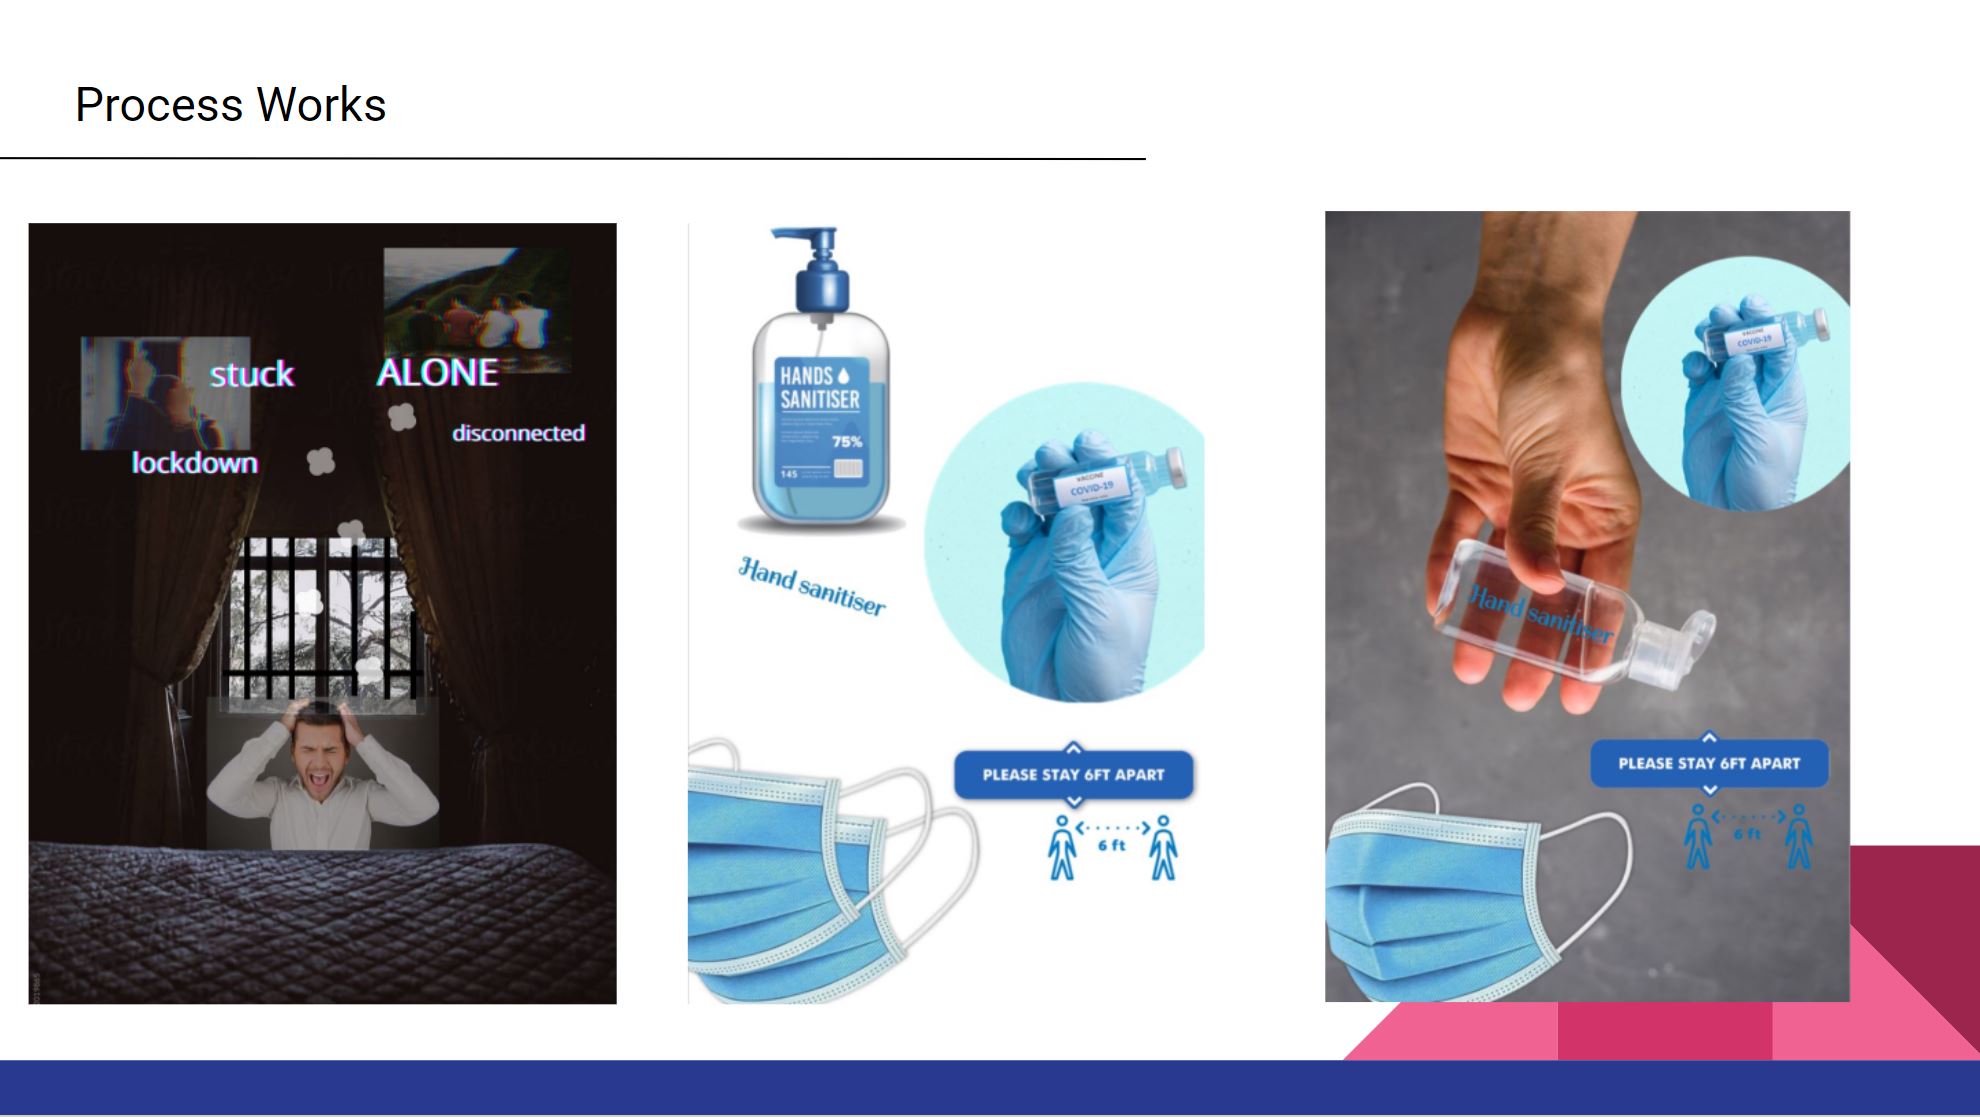 Process Works
stuck
ALONE
disconnected
lockdown
HANDS
SANITISER
75%
145
Hand sanitiser
VACCINE
COVID-19
PLEASE STAY 6FT APART
6 ft
VACCINE
COVID-19
Hand sanitiser
PLEASE STAY 6FT APART
6 ft